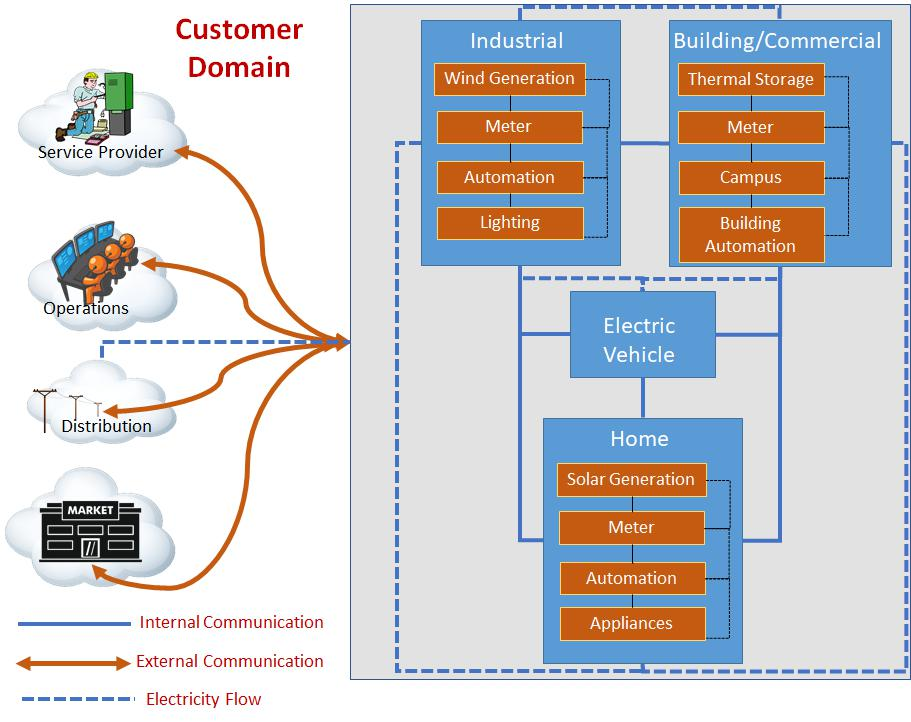 Customer
Domain
Service Provider
Operations
Distribution
MARKET
Internal Communication
External Communication
Electricity Flow
Industrial
Wind Generation
Meter
Automation
Lighting
Building/Commercial
Thermal Storage
Meter
Campus
Building
Automation
Electric
Vehicle
Home
Solar Generation
Meter
Automation
Appliances